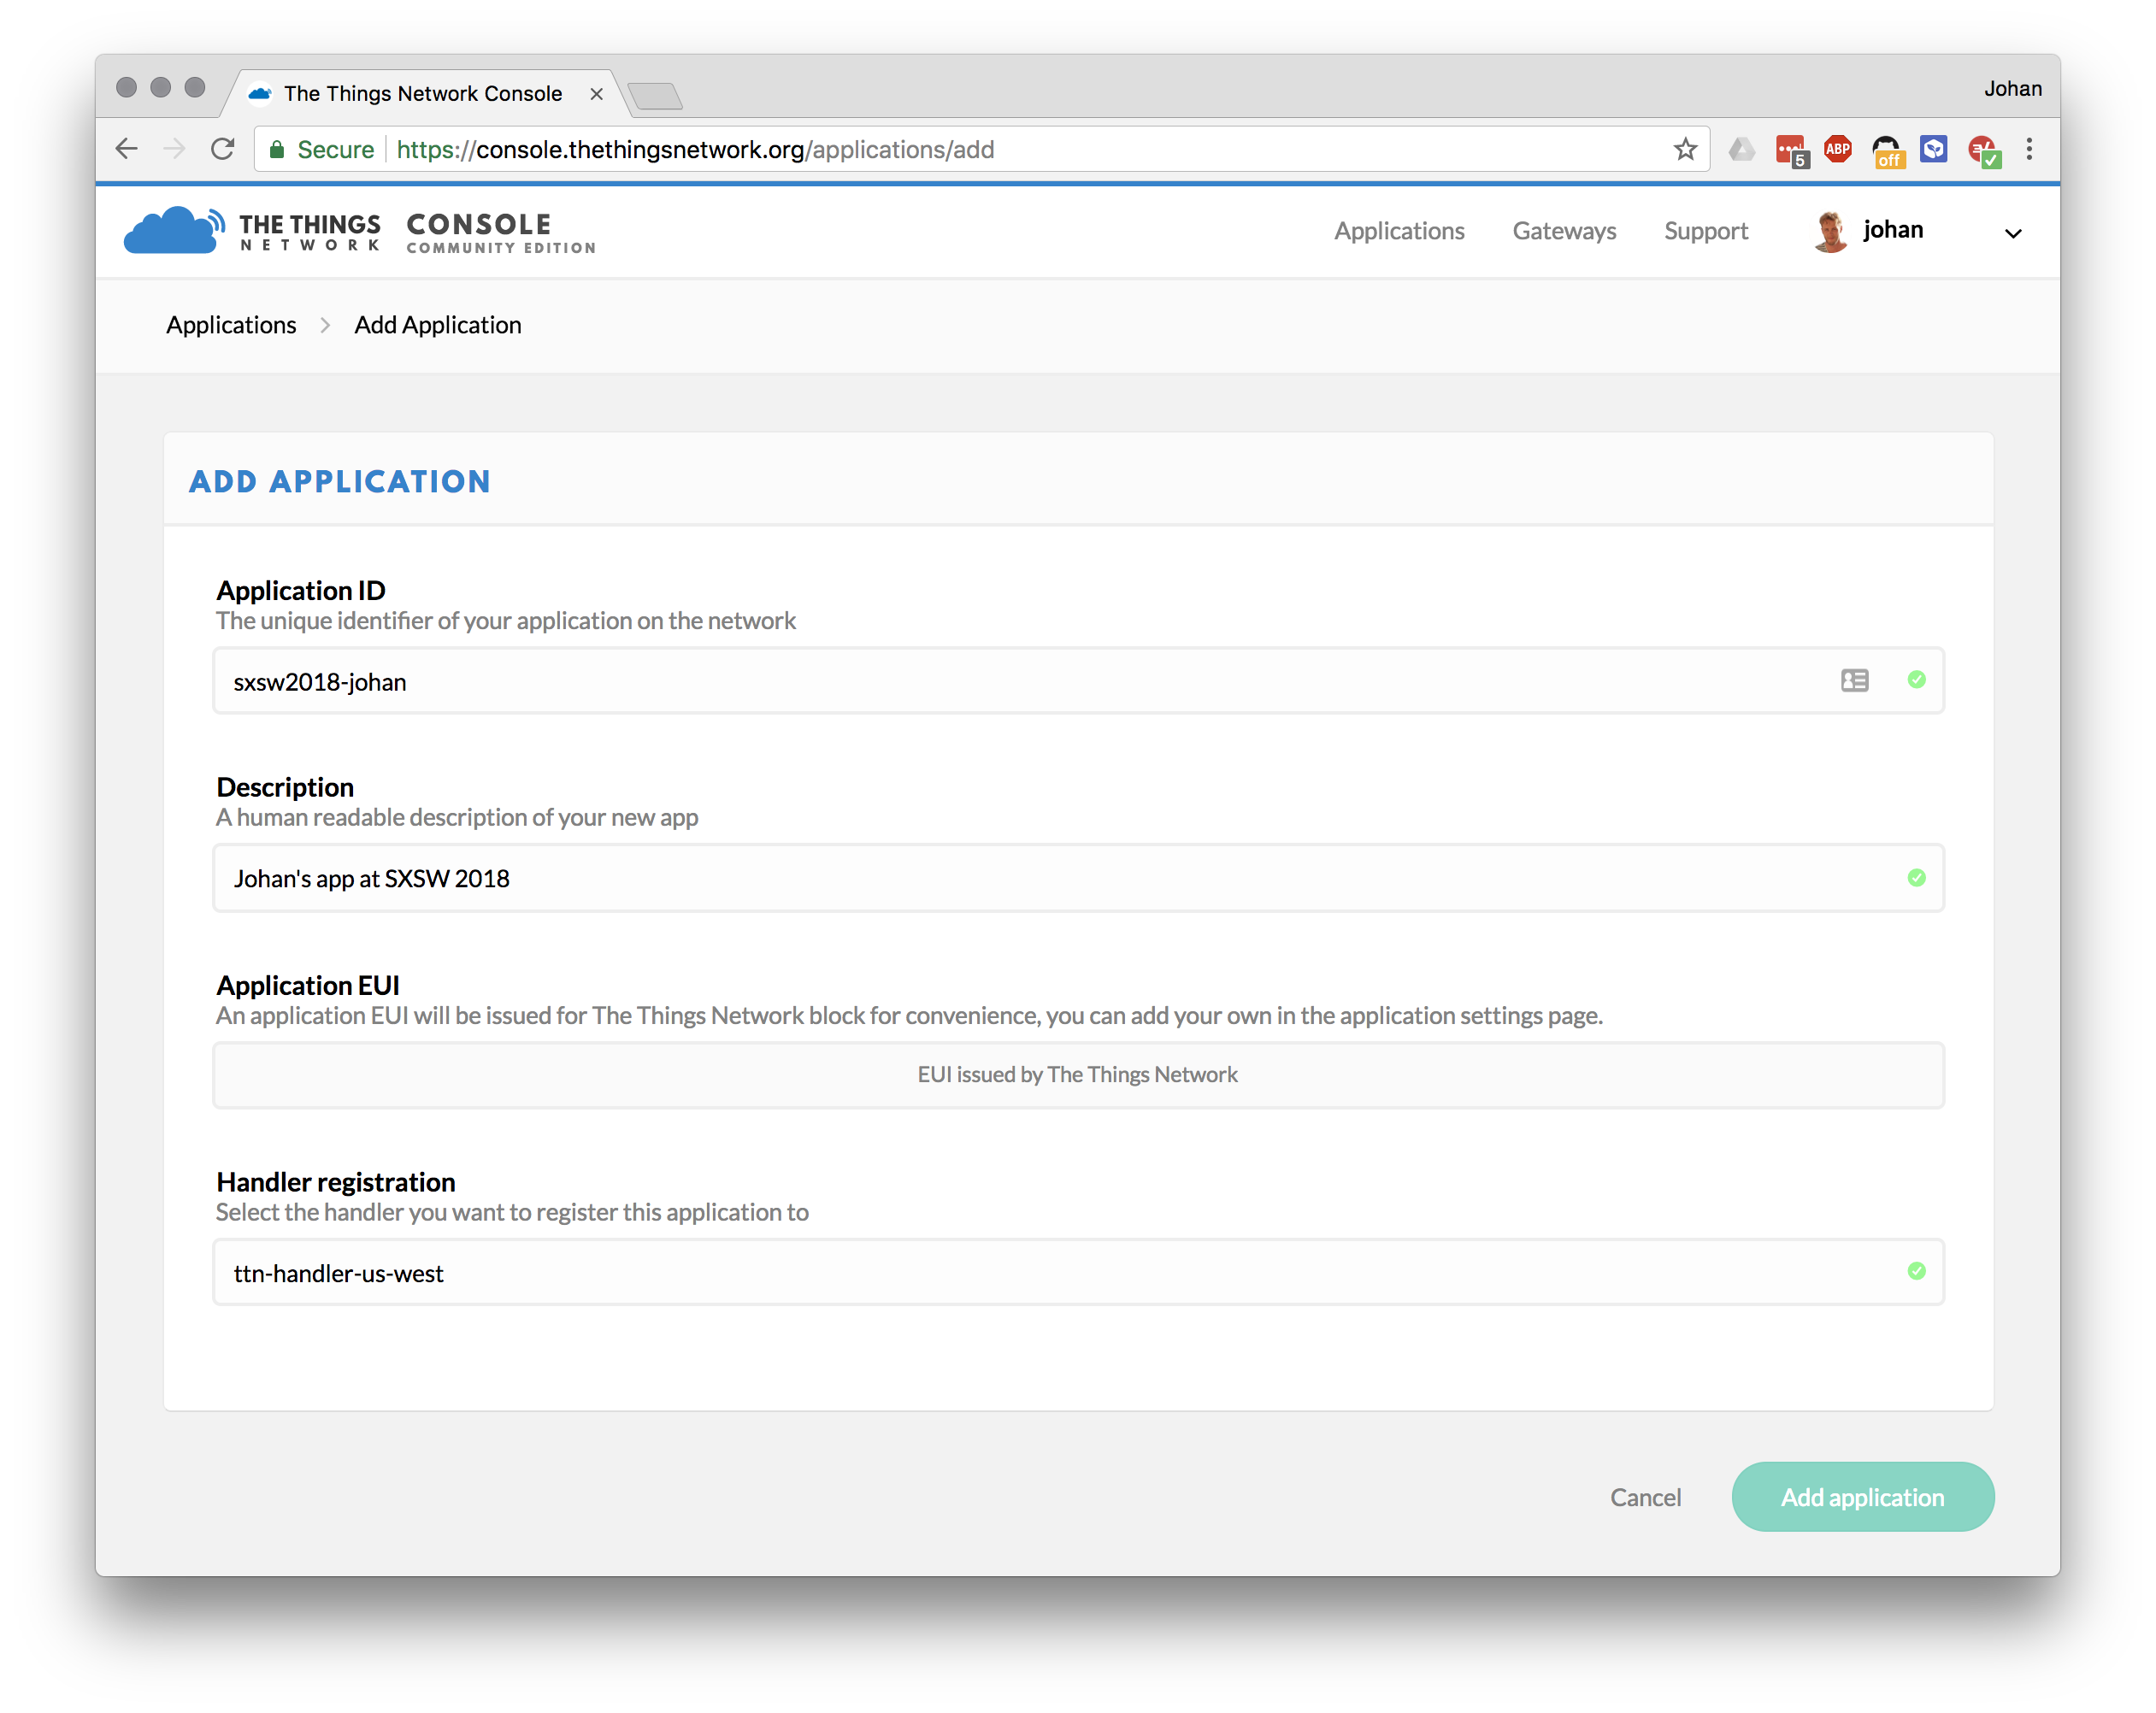 The Things Network Console
Johan
Secure https://console.thethingsnetwork.org/applications/add
5
ABP
off
THE THINGS
NETWORK
CONSOLE
COMMUNITY EDITION
Applications
Gateways
Support
johan
Applications
Add Application
ADD APPLICATION
Application ID
The unique identifier of your application on the network
sxsw2018-johan
Description
A human readable description of your new app
Johan's app at SXSW 2018
Application EUI
An application EUI will be issued for The Things Network block for convenience, you can add your own in the application settings page.
EUI issued by The Things Network
Handler registration
Select the handler you want to register this application to
ttn-handler-us-west
Cancel
Add application